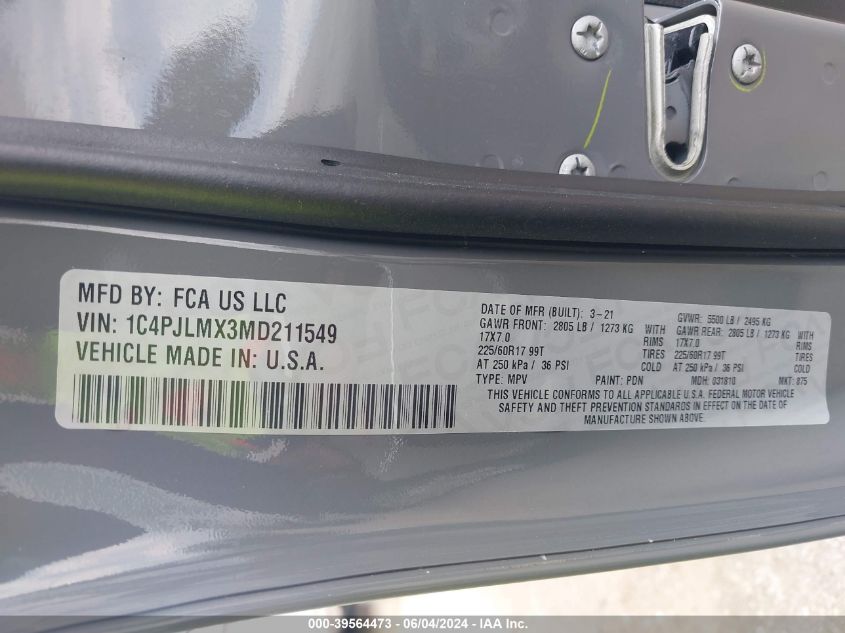 MFD BY: FCA US LLC
VIN: 1C4PJLMX3MD211549
VEHICLE MADE IN: U.S.A.
DATE OF MFR (BUILT): 3-21 GVWR: 5500 LB / 2495 KG
GAWR FRONT: 2805 LB / 1273 KG WITH GAWR REAR: 2805 LB / 1273 KG WITH
17X7.0 RIMS 17X7.0 RIMS
225/60R17 99T TIRES 225/60R17 99T TIRES
AT 250 kPa / 36 PSI COLD AT 250 kPa / 36 PSI COLD
TYPE: MPV PAINT: PDN MDH: 031810 MKT: 875
THIS VEHICLE CONFORMS TO ALL APPLICABLE U.S.A. FEDERAL MOTOR VEHICLE
SAFETY AND THEFT PREVENTION STANDARDS IN EFFECT ON THE DATE OF
MANUFACTURE SHOWN ABOVE.
000-39564473 - 06/04/2024 - IAA Inc.